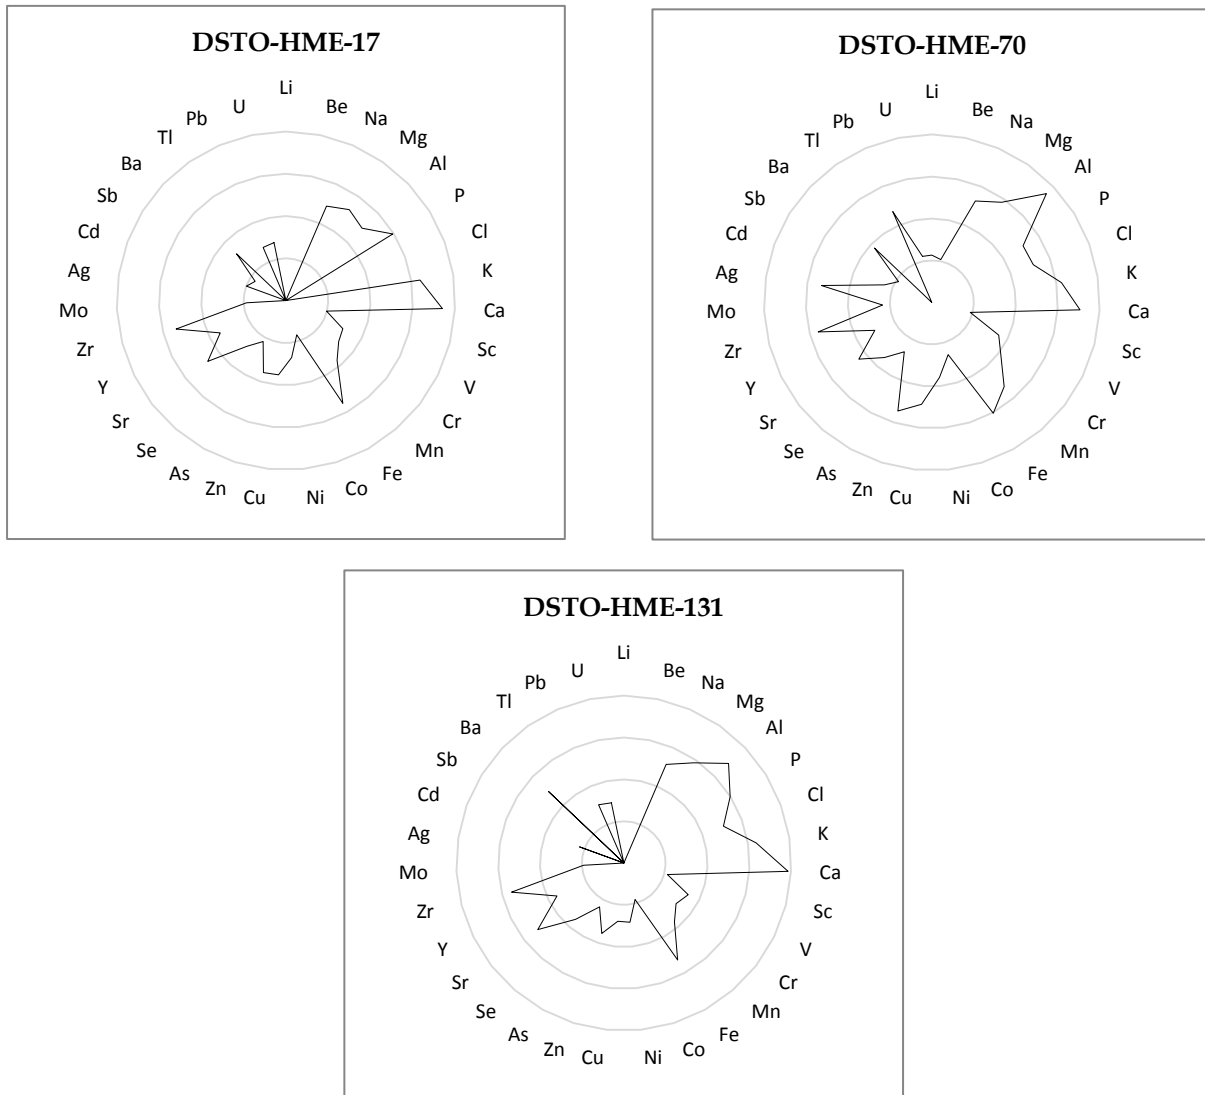 DSTO-HME-17
Li
Be
Na
Mg
Al
P
Cl
K
Ca
Sc
V
Cr
Mn
Fe
Co
Ni
Cu
Zn
As
Se
Sr
Y
Zr
Mo
Ag
Cd
Sb
Ba
Tl
Pb
U
DSTO-HME-70
Li
Be
Na
Mg
Al
P
Cl
K
Ca
Sc
V
Cr
Mn
Fe
Co
Ni
Cu
Zn
As
Se
Sr
Y
Zr
Mo
Ag
Cd
Sb
Ba
Tl
Pb
U
DSTO-HME-131
Li
Be
Na
Mg
Al
P
Cl
K
Ca
Sc
V
Cr
Mn
Fe
Co
Ni
Cu
Zn
As
Se
Sr
Y
Zr
Mo
Ag
Cd
Sb
Ba
Tl
Pb
U